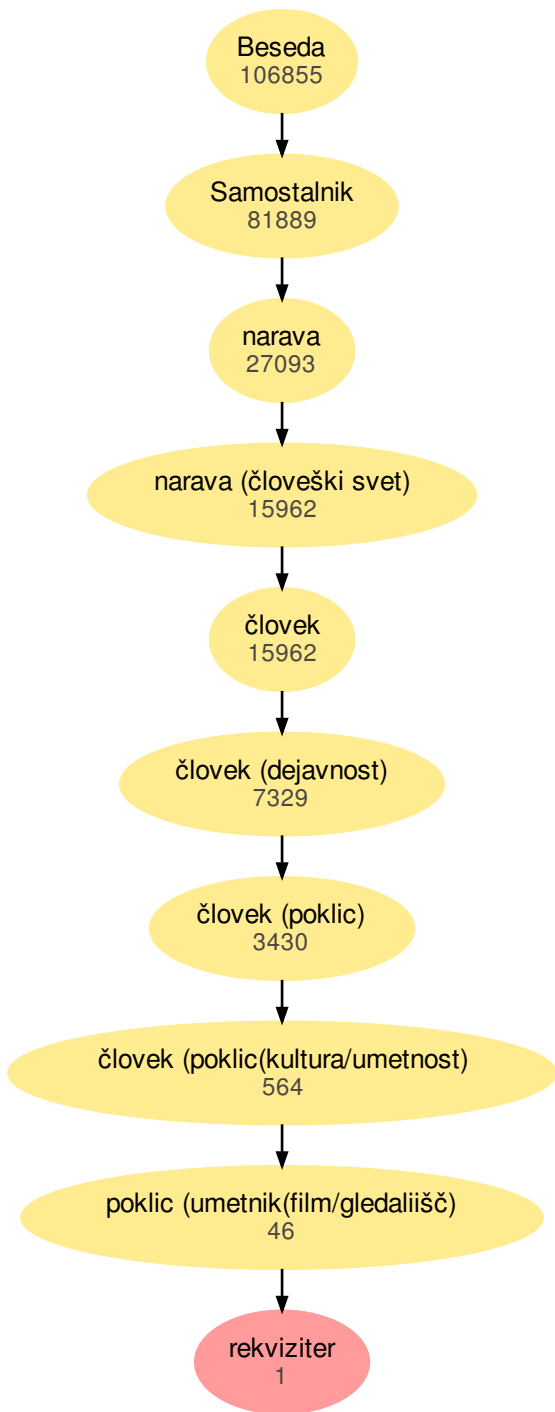 Beseda
106855
Samostalnik
81889
narava
27093
narava (človeški svet)
15962
človek
15962
človek (dejavnost)
7329
človek (poklic)
3430
človek (poklic(kultura/umetnost)
564
poklic (umetnik(film/gledaliišč)
46
rekviziter
1